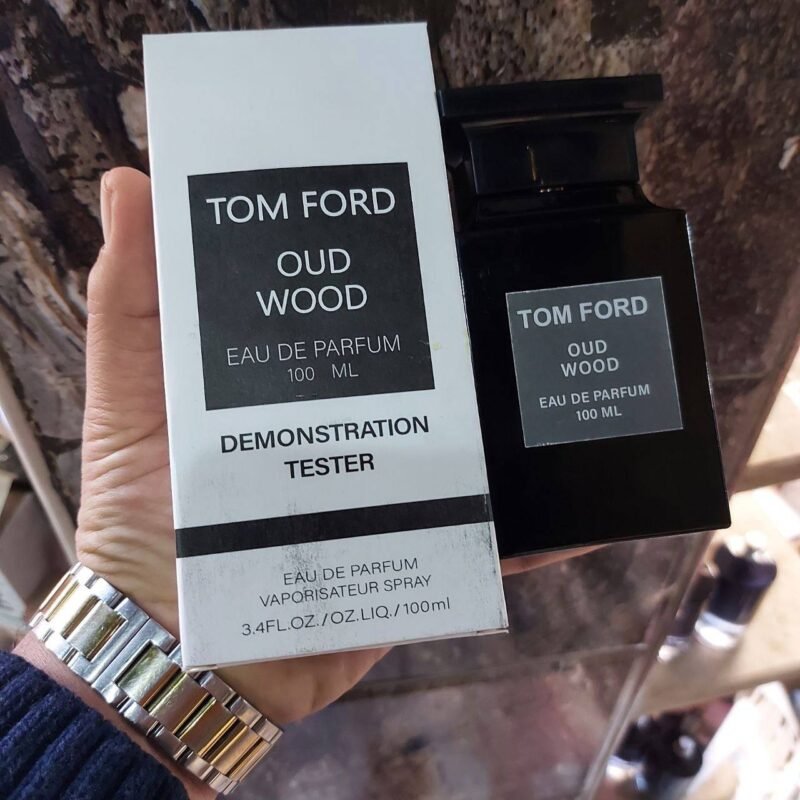 TOM FORD
OUD
WOOD
EAU DE PARFUM
100 ML
DEMONSTRATION
TESTER
EAU DE PARFUM
VAPORISATEUR SPRAY
3.4FL.OZ./OZ.LIQ./100ml
TOM FORD
OUD
WOOD
EAU DE PARFUM
100 ML